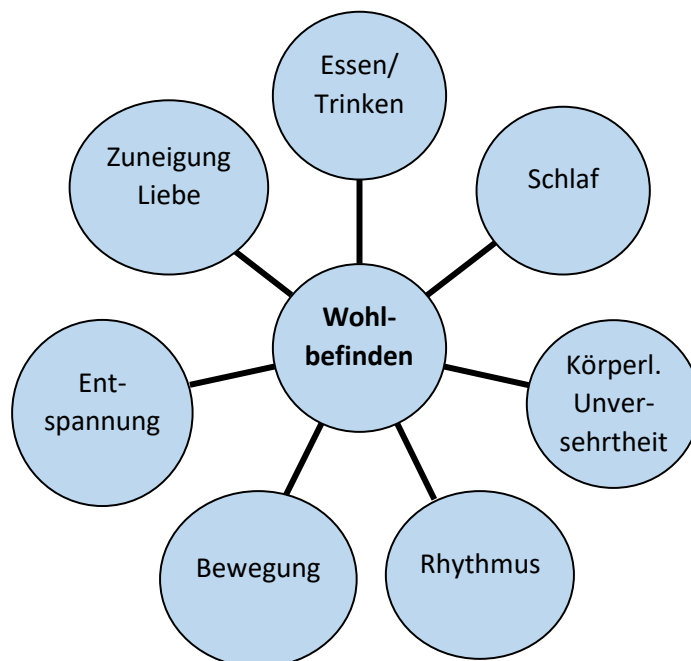 Essen/
Trinken
Zuneigung
Liebe
Schlaf
Wohl-
befinden
Körperl.
Unver-
sehrtheit
Ent-
spannung
Bewegung
Rhythmus